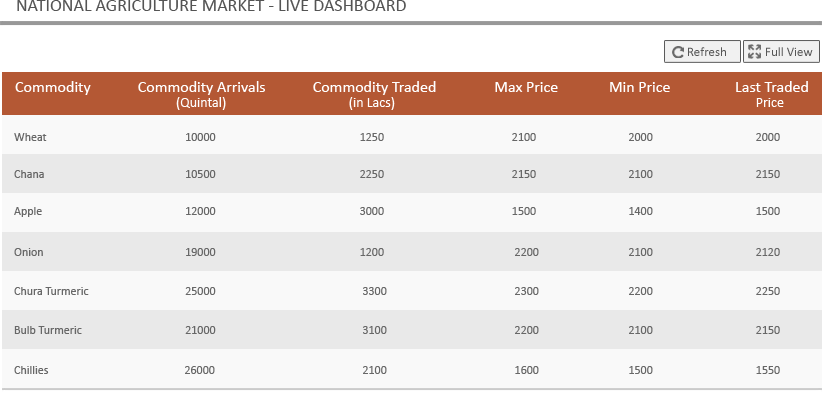 NATIONAL AGRICULTURE MARKET - LIVE DASHBOARD
Refresh Full View
Commodity Commodity Arrivals Commodity Traded Max Price Min Price Last Traded
(Quintal) (in Lacs) Price
Wheat 10000 1250 2100 2000 2000
Chana 10500 2250 2150 2100 2150
Apple 12000 3000 1500 1400 1500
Onion 19000 1200 2200 2100 2120
Chura Turmeric 25000 3300 2300 2200 2250
Bulb Turmeric 21000 3100 2200 2100 2150
Chillies 26000 2100 1600 1500 1550